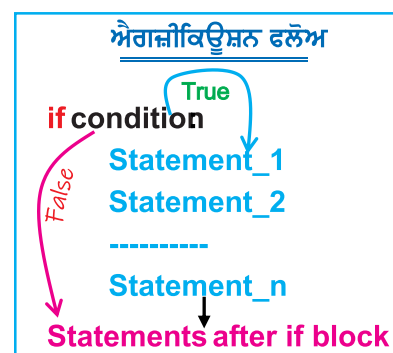 ਐਗਜ਼ੀਕਿਊਸ਼ਨ ਫਲੋਅ
True
if condition:
False
Statement_1
Statement_2
----------
Statement_n
Statements after if block